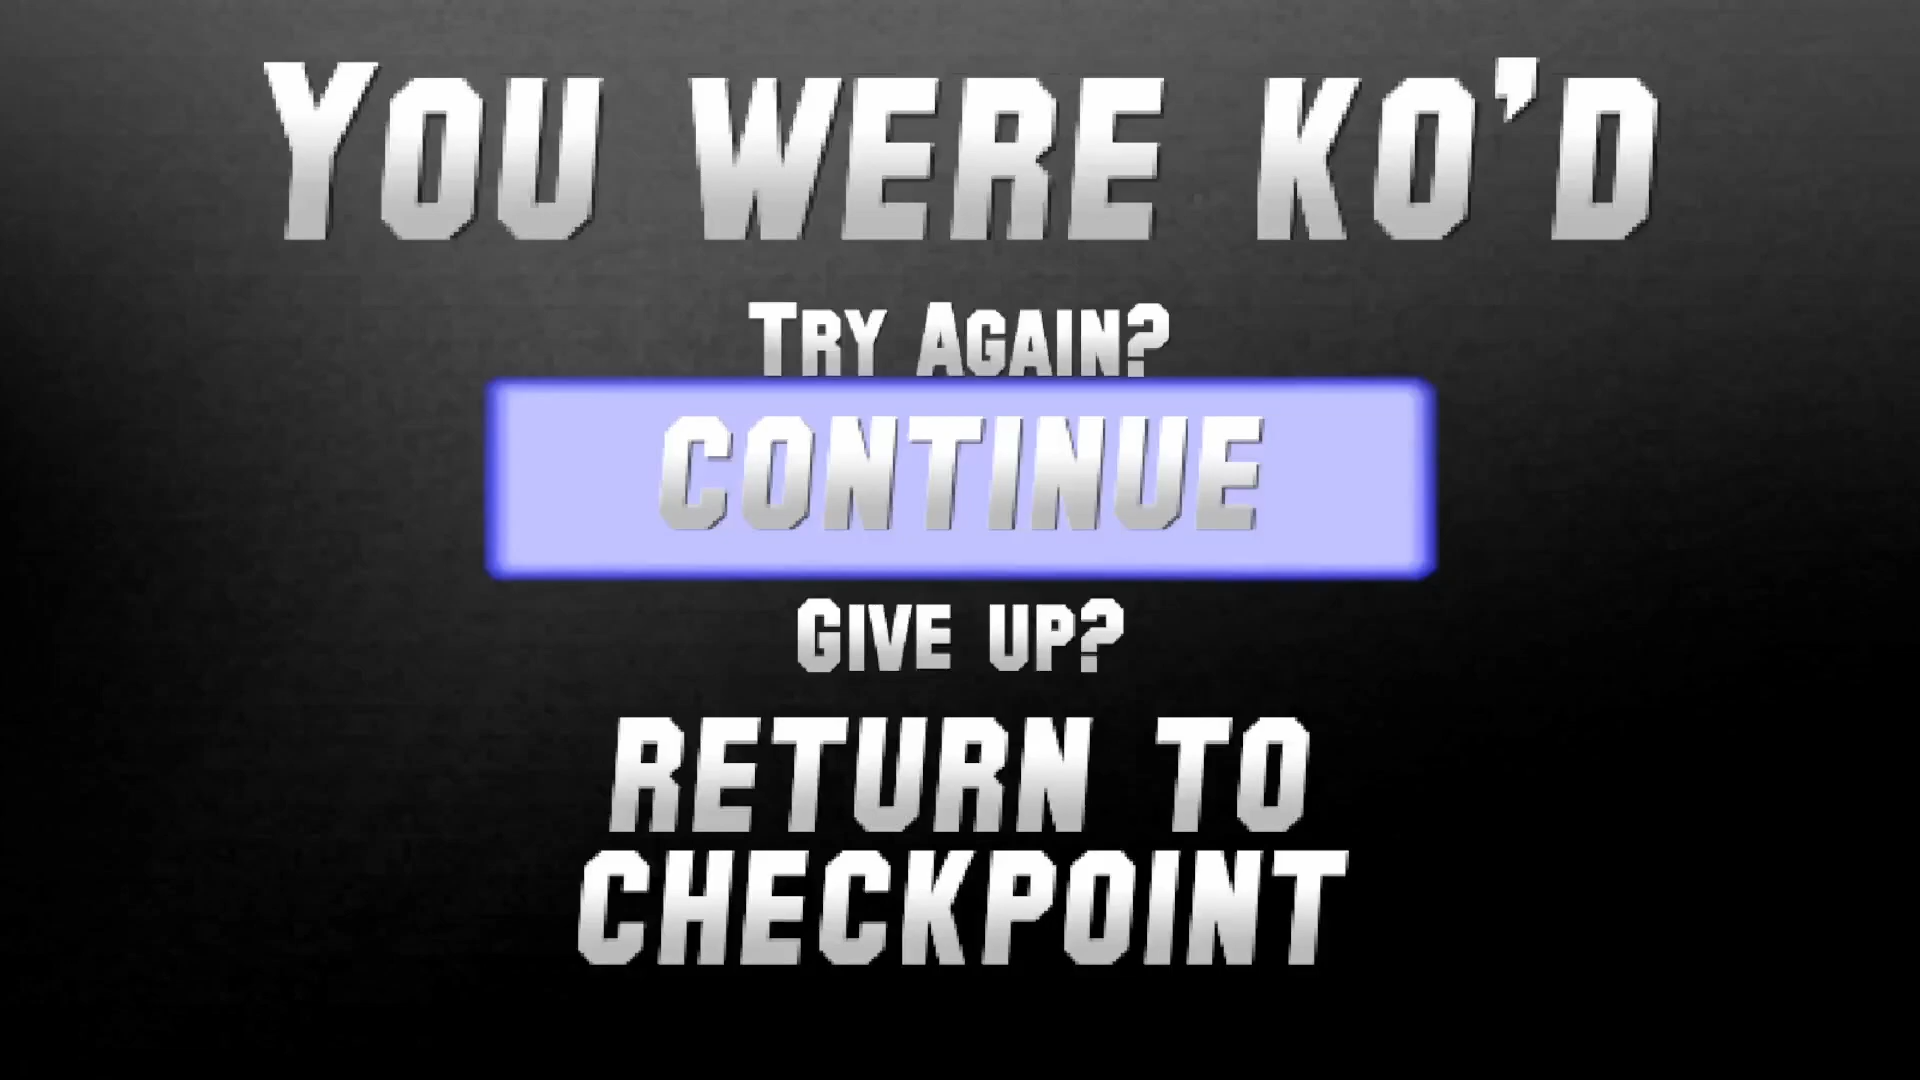 You were ko'd
Try Again?
CONTINUE
Give up?
RETURN TO
CHECKPOINT